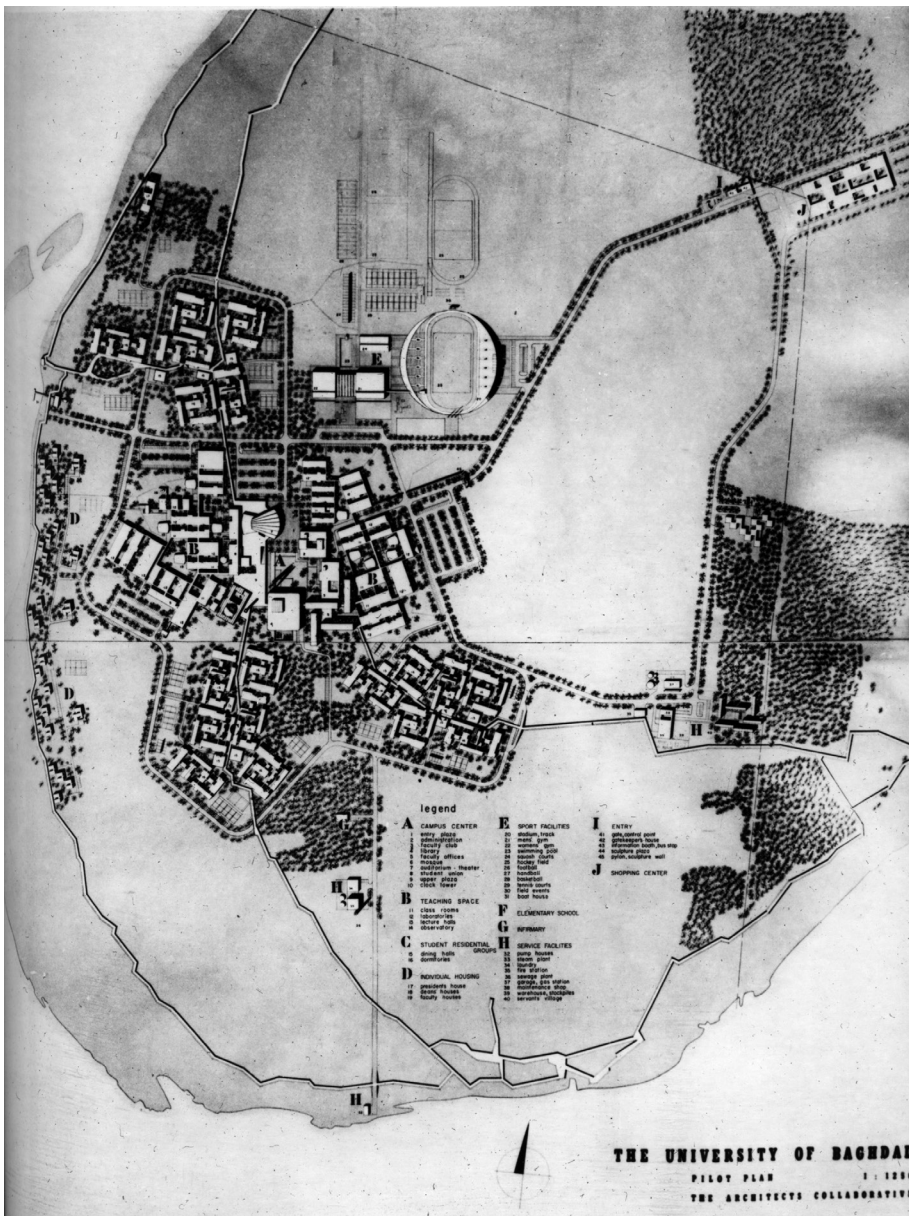 I
J
E
D
A
B
B
D
H
G
H
H
legend
A CAMPUS CENTER
1 entry plaza
2 administration
3 faculty club
4 library
5 faculty offices
6 mosque
7 auditorium - theater
8 student union
9 upper plaza
10 clock tower
B TEACHING SPACE
11 class rooms
12 laboratories
13 lecture halls
14 observatory
C STUDENT RESIDENTIAL GROUPS
15 dining halls
16 dormitories
D INDIVIDUAL HOUSING
17 presidents house
18 deans houses
19 faculty houses
E SPORT FACILITIES
20 stadium, track
21 mens gym
22 womens gym
23 swimming pool
24 squash courts
25 hockey field
26 football
27 handball
28 basketball
29 tennis courts
30 field events
31 boat house
F ELEMENTARY SCHOOL
G INFIRMARY
H SERVICE FACILITIES
32 pump houses
33 steam plant
34 laundry
35 fire station
36 sewage plant
37 garage, gas station
38 maintenance shop
39 warehouse, stockpiles
40 servants village
I ENTRY
41 gate, control point
42 gatekeepers house
43 information booth, bus stop
44 sculpture plaza
45 pylon, sculpture wall
J SHOPPING CENTER
THE UNIVERSITY OF BAGHDAD
PILOT PLAN
THE ARCHITECTS COLLABORATIVE